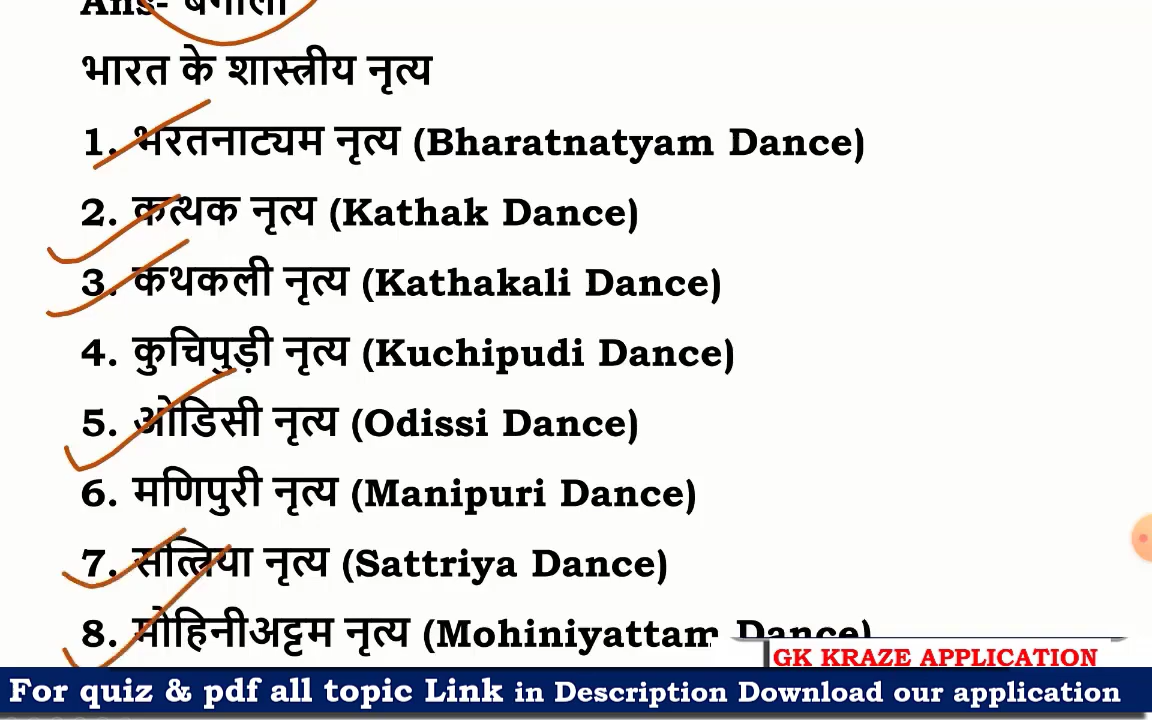 Ans- बंगाली
भारत के शास्त्रीय नृत्य
1. भरतनाट्यम नृत्य (Bharatnatyam Dance)
2. कत्थक नृत्य (Kathak Dance)
3. कथकली नृत्य (Kathakali Dance)
4. कुचिपुड़ी नृत्य (Kuchipudi Dance)
5. ओडिसी नृत्य (Odissi Dance)
6. मणिपुरी नृत्य (Manipuri Dance)
7. सत्त्रिया नृत्य (Sattriya Dance)
8. मोहिनीअट्टम नृत्य (Mohiniyattam Dance)
GK KRAZE APPLICATION
For quiz & pdf all topic Link in Description Download our application